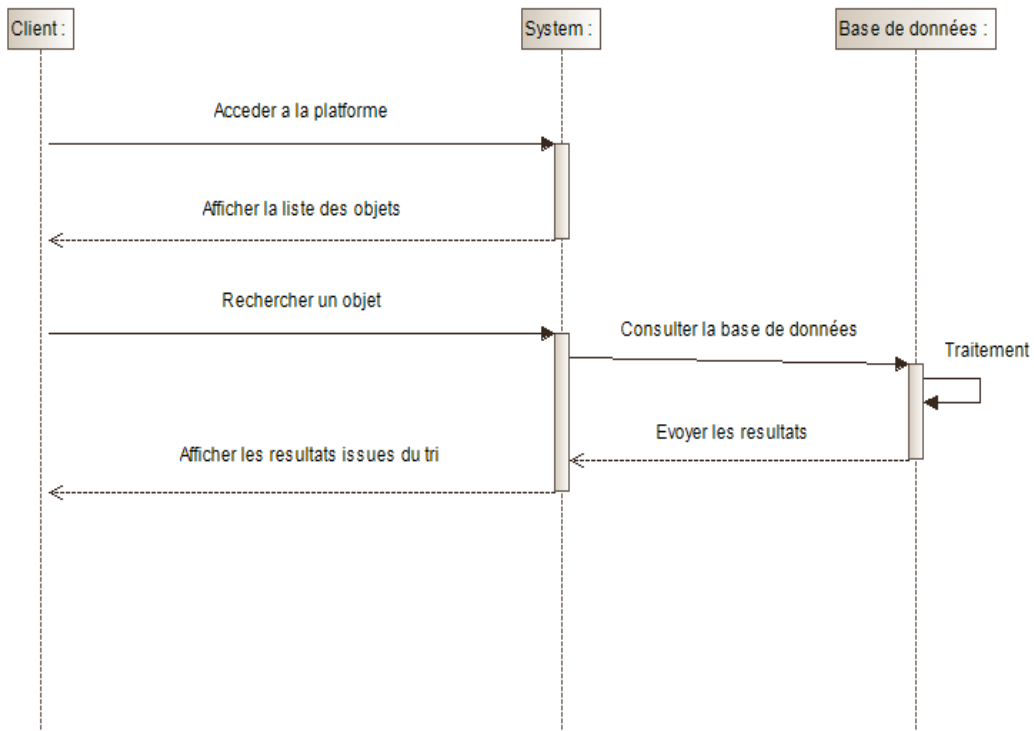 Client :
System :
Base de données :
Acceder a la platforme
Afficher la liste des objets
Rechercher un objet
Consulter la base de données
Traitement
Evoyer les resultats
Afficher les resultats issues du tri